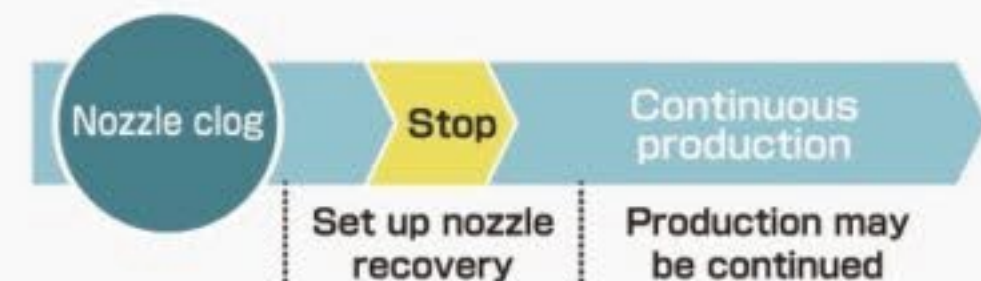 Nozzle clog
Stop
Continuous
production
Set up nozzle
recovery
Production may
be continued